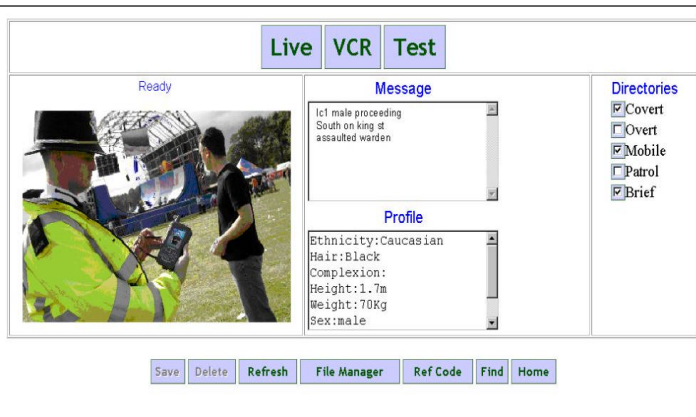 Live VCR Test
Ready
Message
Ic1 male proceeding
South on king st
assaulted warden
Profile
Ethnicity:Caucasian
Hair:Black
Complexion:
Height:1.7m
Weight:70Kg
Sex:male
Directories
Covert
Overt
Mobile
Patrol
Brief
Save Delete Refresh File Manager Ref Code Find Home